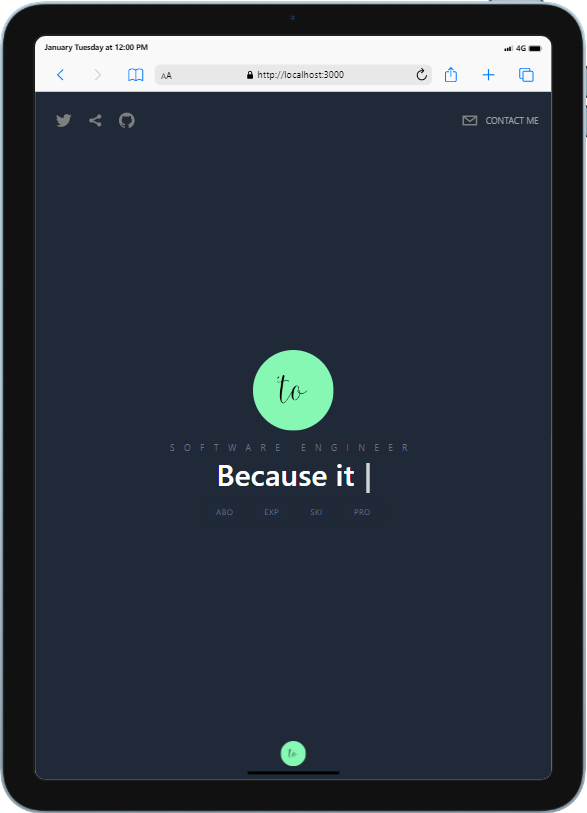 January Tuesday at 12:00 PM
4G
AA
http://localhost:3000
CONTACT ME
to
SOFTWARE ENGINEER
Because it |
ABO EXP SKI PRO
to